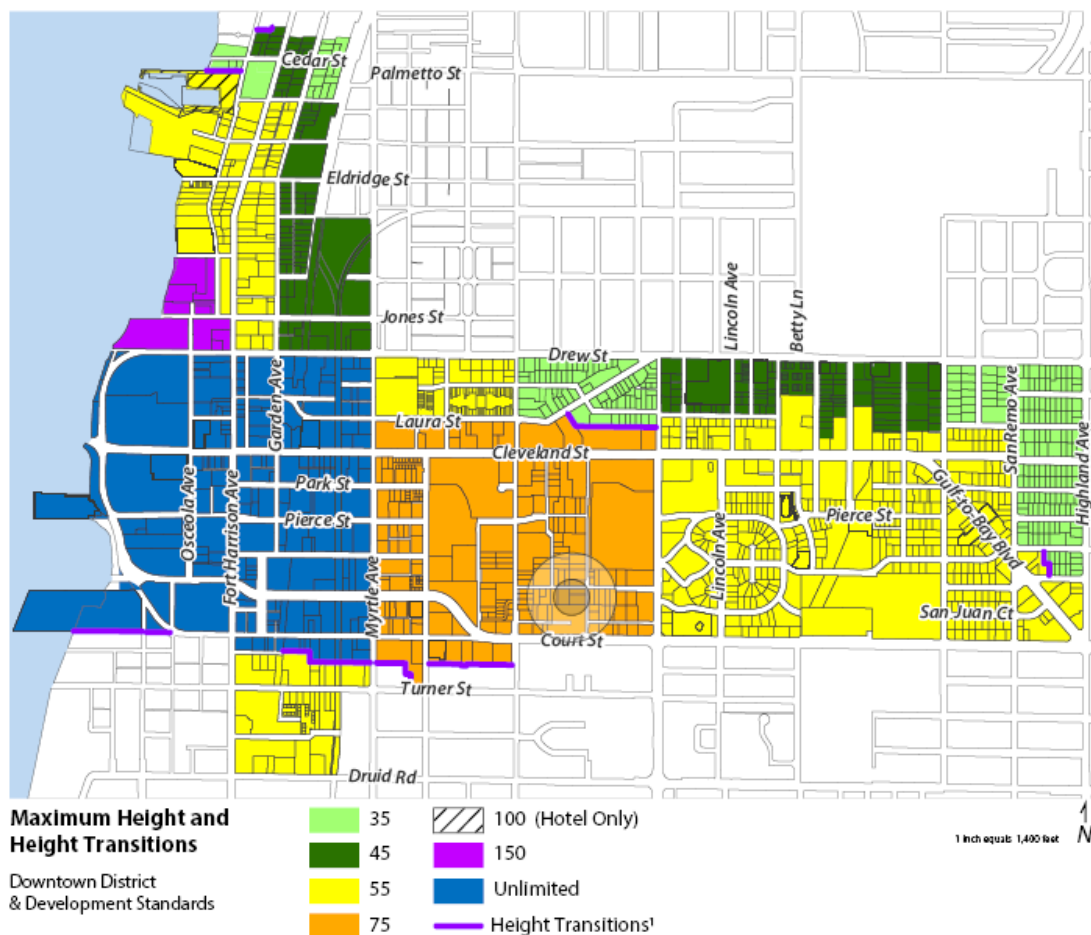 Cedar St
Palmetto St
Eldridge St
Jones St
Lincoln Ave
Betty Ln
Drew St
Garden Ave
Laura St
San Remo Ave
Highland Ave
Cleveland St
Osceola Ave
Fort Harrison Ave
Park St
Pierce St
Gulf-to-Bay Blvd
Pierce St
Myrtle Ave
Lincoln Ave
San Juan Ct
Court St
Turner St
Druid Rd
Maximum Height and
Height Transitions
Downtown District
& Development Standards
35
45
55
75
100 (Hotel Only)
150
Unlimited
Height Transitions¹
1 inch equals 1,400 feet
N